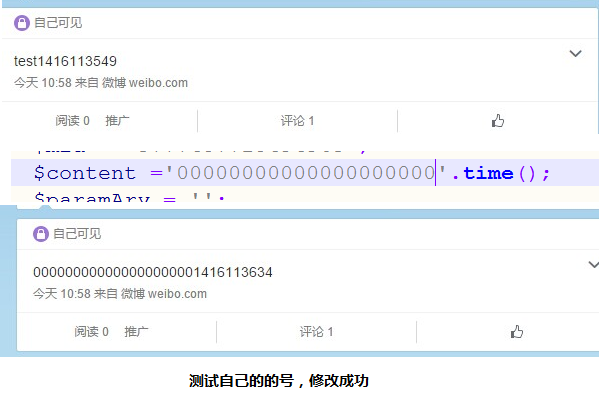 自己可见
test1416113549
今天 10:58 来自 微博 weibo.com
阅读 0 推广 评论 1
$content ='00000000000000000000'.time();
$paramAry = '';
自己可见
000000000000000000001416113634
今天 10:58 来自 微博 weibo.com
阅读 0 推广 评论 1
测试自己的的号，修改成功